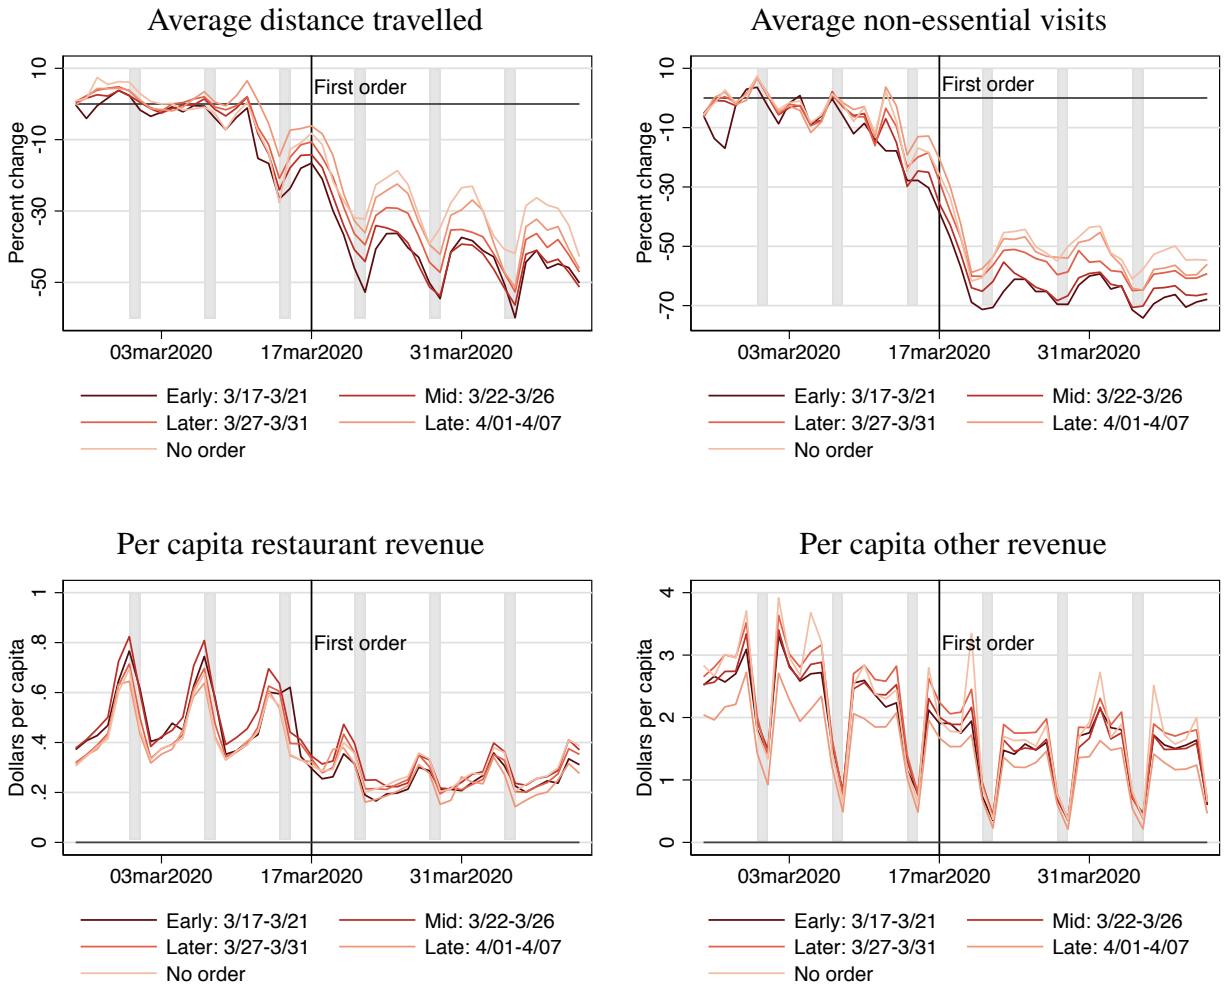 Average distance travelled
Percent change
10
-10
-30
-50
First order
03mar2020 17mar2020 31mar2020
Early: 3/17-3/21 Mid: 3/22-3/26
Later: 3/27-3/31 Late: 4/01-4/07
No order
Average non-essential visits
Percent change
10
-10
-30
-50
-70
First order
03mar2020 17mar2020 31mar2020
Early: 3/17-3/21 Mid: 3/22-3/26
Later: 3/27-3/31 Late: 4/01-4/07
No order
Per capita restaurant revenue
Dollars per capita
1
.8
.6
.4
.2
0
First order
03mar2020 17mar2020 31mar2020
Early: 3/17-3/21 Mid: 3/22-3/26
Later: 3/27-3/31 Late: 4/01-4/07
No order
Per capita other revenue
Dollars per capita
4
3
2
1
0
First order
03mar2020 17mar2020 31mar2020
Early: 3/17-3/21 Mid: 3/22-3/26
Later: 3/27-3/31 Late: 4/01-4/07
No order